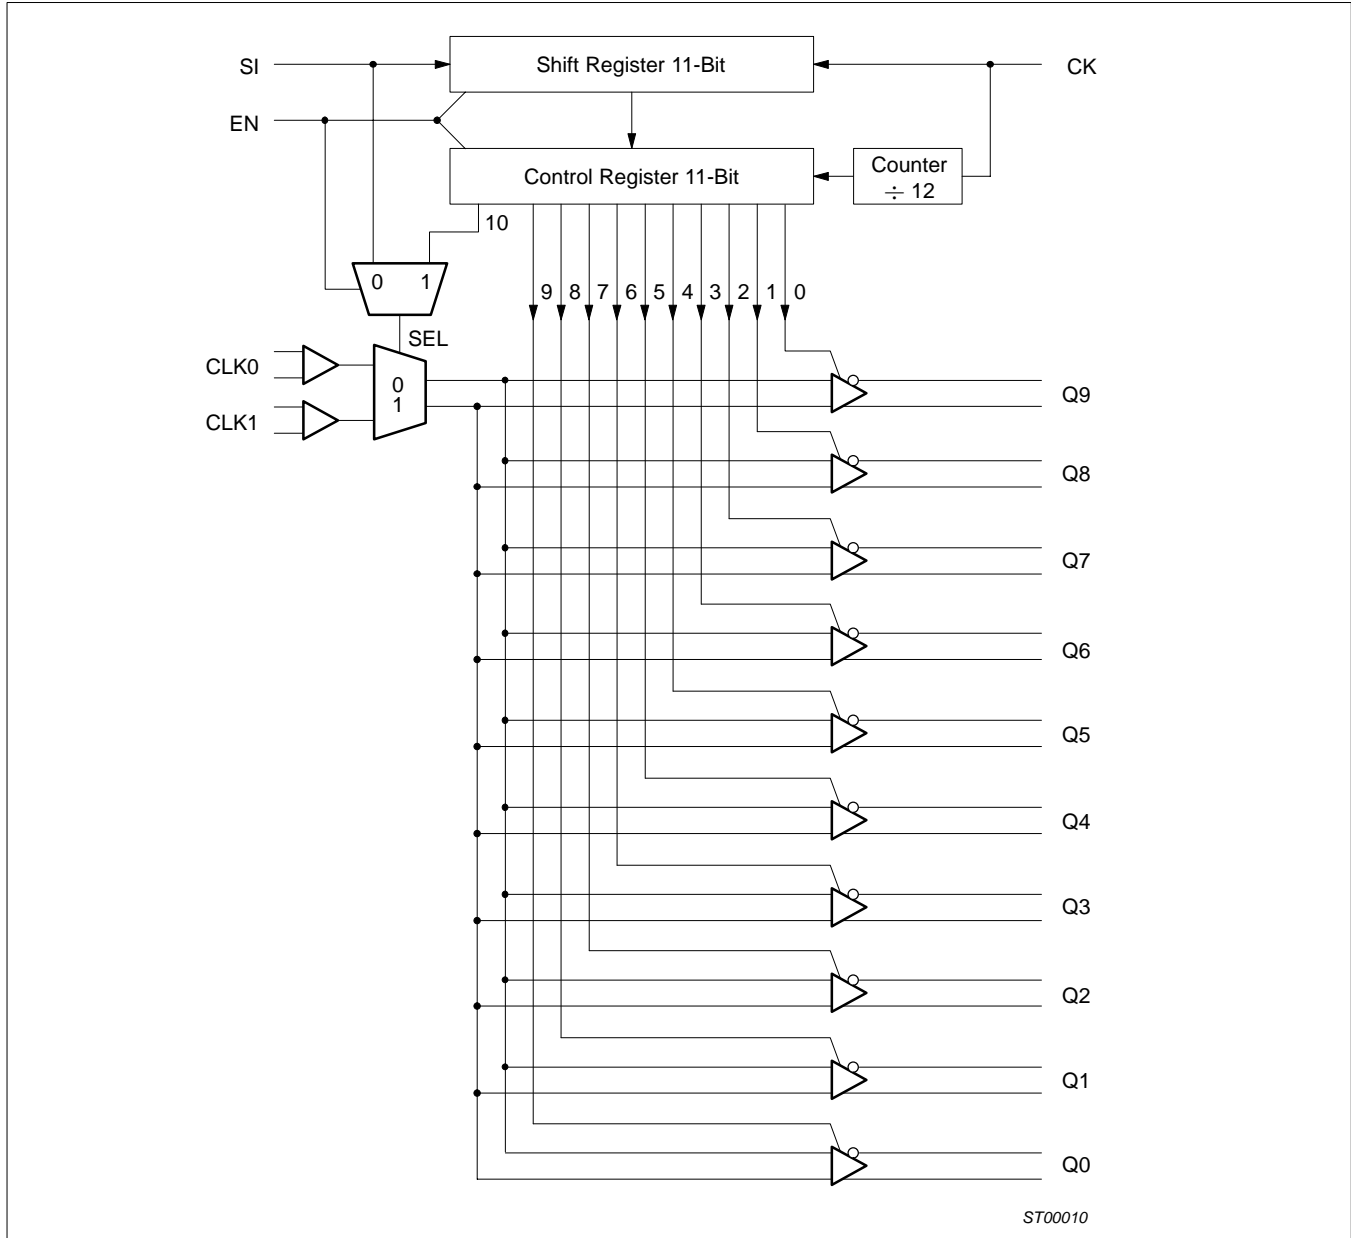 SI
Shift Register 11-Bit
CK
EN
Control Register 11-Bit
Counter
÷ 12
10
0 1
9 8 7 6 5 4 3 2 1 0
SEL
CLK0
0
1
CLK1
Q9
Q8
Q7
Q6
Q5
Q4
Q3
Q2
Q1
Q0
ST00010